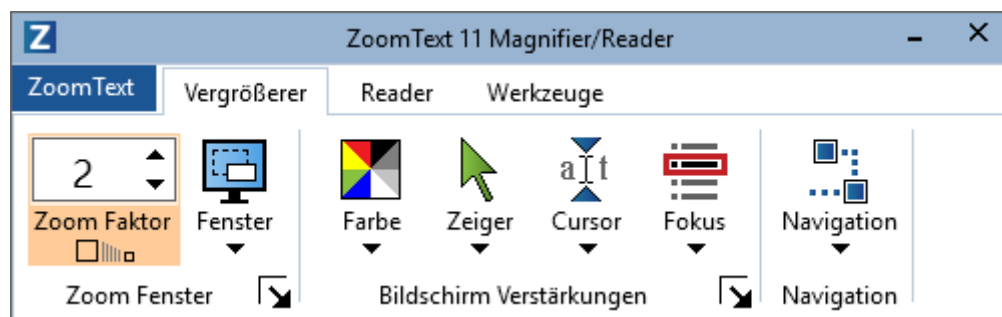 Z ZoomText 11 Magnifier/Reader
ZoomText Vergrößerer Reader Werkzeuge
2 a t
Zoom Faktor Fenster Farbe Zeiger Cursor Fokus Navigation
Zoom Fenster Bildschirm Verstärkungen Navigation